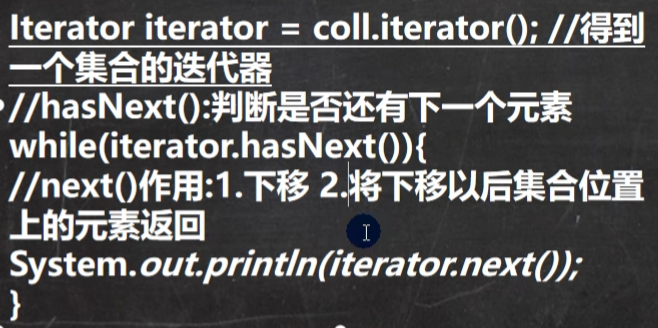 Iterator iterator = coll.iterator(); //得到
一个集合的迭代器
//hasNext():判断是否还有下一个元素
while(iterator.hasNext()){
//next()作用:1.下移 2.将下移以后集合位置
上的元素返回
System.out.println(iterator.next());
}